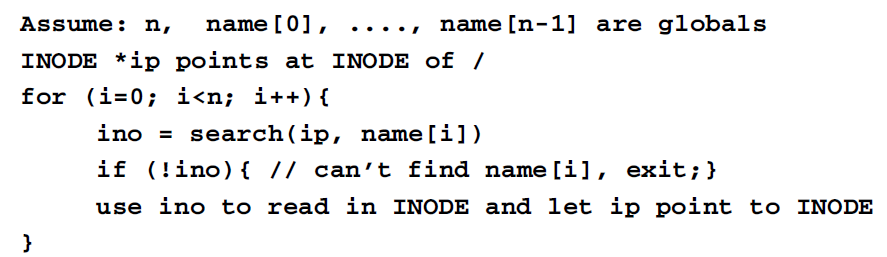 Assume: n, name[0], ...., name[n-1] are globals
INODE *ip points at INODE of /
for (i=0; i<n; i++){
ino = search(ip, name[i])
if (!ino){ // can’t find name[i], exit;}
use ino to read in INODE and let ip point to INODE
}